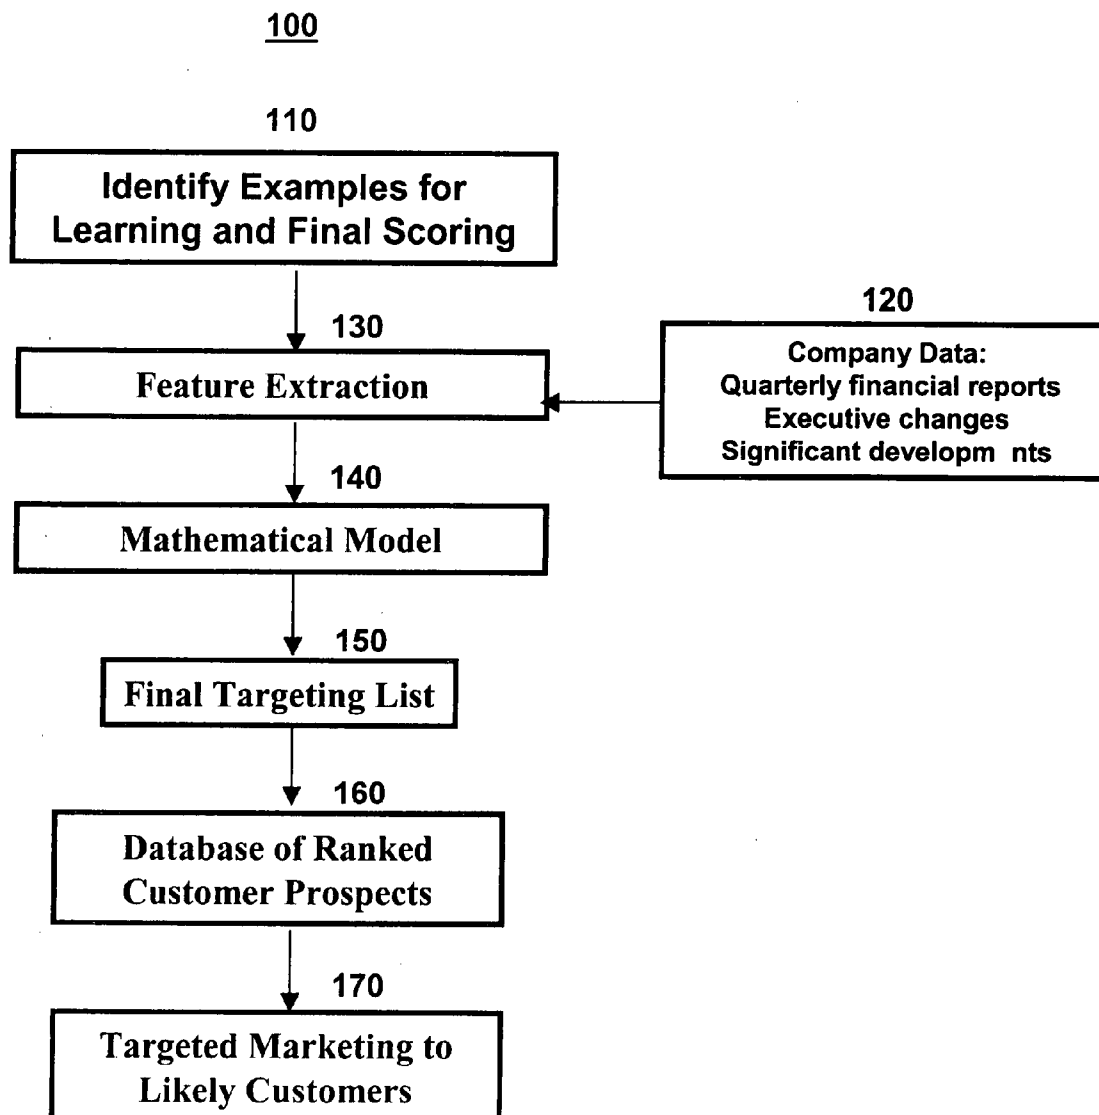 100
110
Identify Examples for
Learning and Final Scoring
130
Feature Extraction
120
Company Data:
Quarterly financial reports
Executive changes
Significant developm nts
140
Mathematical Model
150
Final Targeting List
160
Database of Ranked
Customer Prospects
170
Targeted Marketing to
Likely Customers